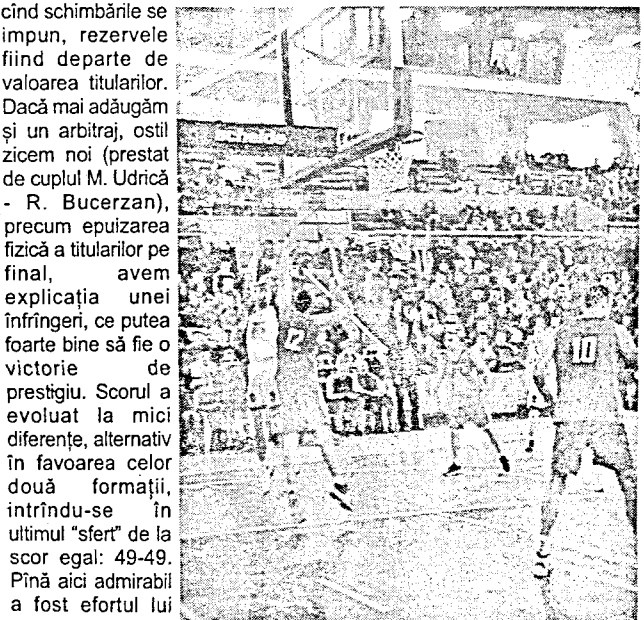 cînd schimbările se
impun, rezervele
fiind departe de
valoarea titularilor.
Dacă mai adăugăm
și un arbitraj, ostil
zicem noi (prestat
de cuplul M. Udrică
- R. Bucerzan),
precum epuizarea
fizică a titularilor pe
final, avem
explicația unei
înfrîngeri, ce putea
foarte bine să fie o
victorie de
prestigiu. Scorul a
evoluat la mici
diferențe, alternativ
în favoarea celor
două formații,
intrîndu-se în
ultimul "sfert" de la
scor egal: 49-49.
Pînă aici admirabil
a fost efortul lui
12
10